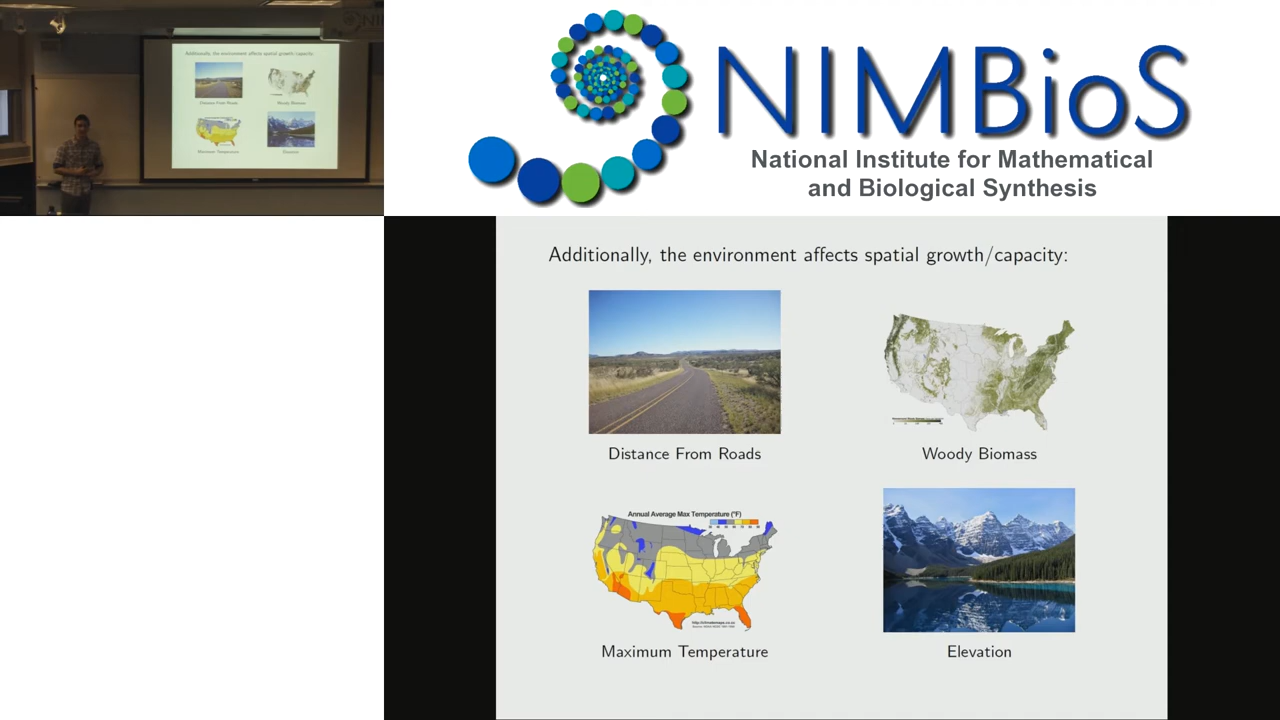 NIMBioS
National Institute for Mathematical
and Biological Synthesis
Additionally, the environment affects spatial growth/capacity:
Distance From Roads
Woody Biomass
Annual Average Max Temperature (°F)
Maximum Temperature
Elevation